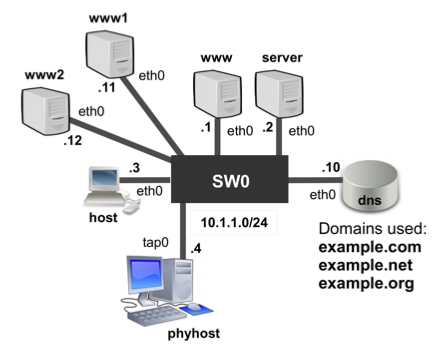 www1
.11
eth0
www2
.12
eth0
www
.1
eth0
server
.2
eth0
.3
eth0
host
SW0
.10
eth0
dns
10.1.1.0/24
tap0
.4
phyhost
Domains used:
example.com
example.net
example.org